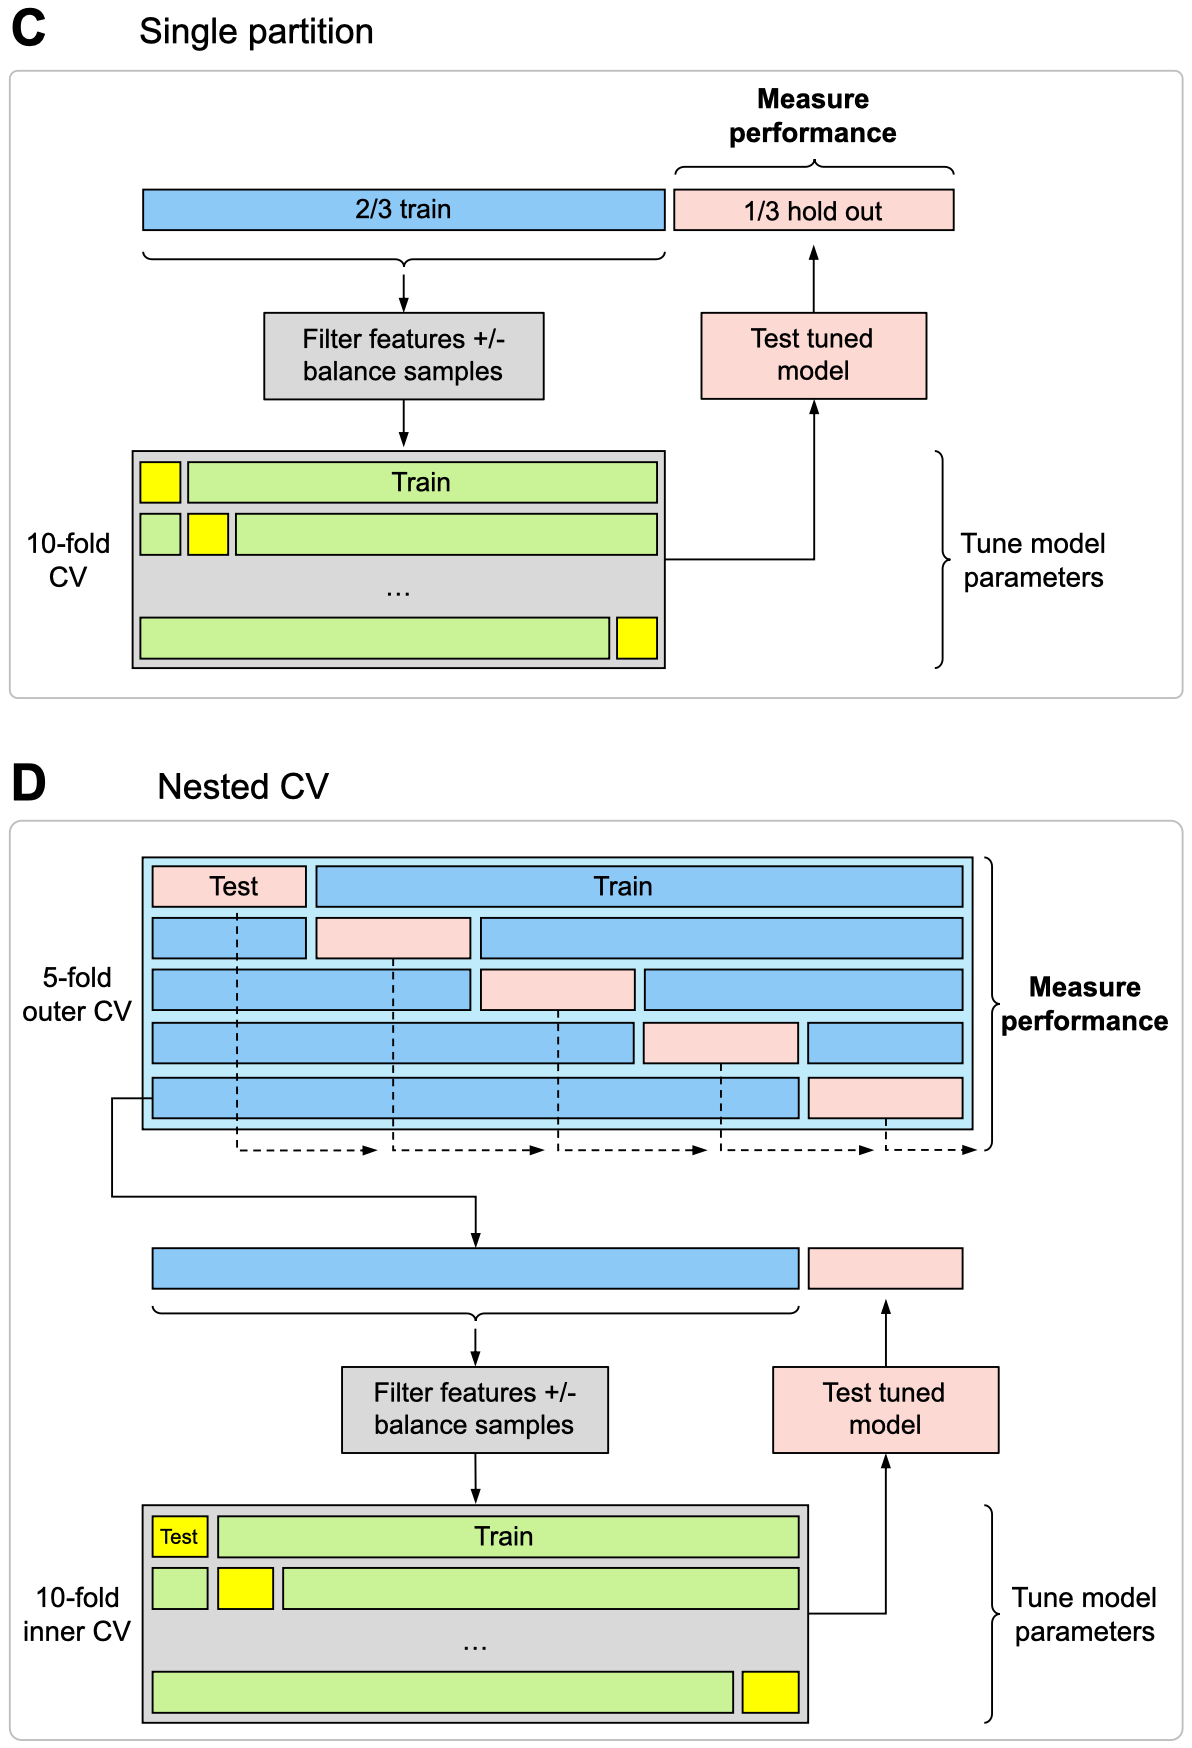 C
Single partition
Measure
performance
2/3 train
1/3 hold out
Filter features +/-
balance samples
Test tuned
model
Train
10-fold
CV
...
Tune model
parameters
D
Nested CV
Test
Train
5-fold
outer CV
Measure
performance
Filter features +/-
balance samples
Test tuned
model
Test
Train
10-fold
inner CV
...
Tune model
parameters